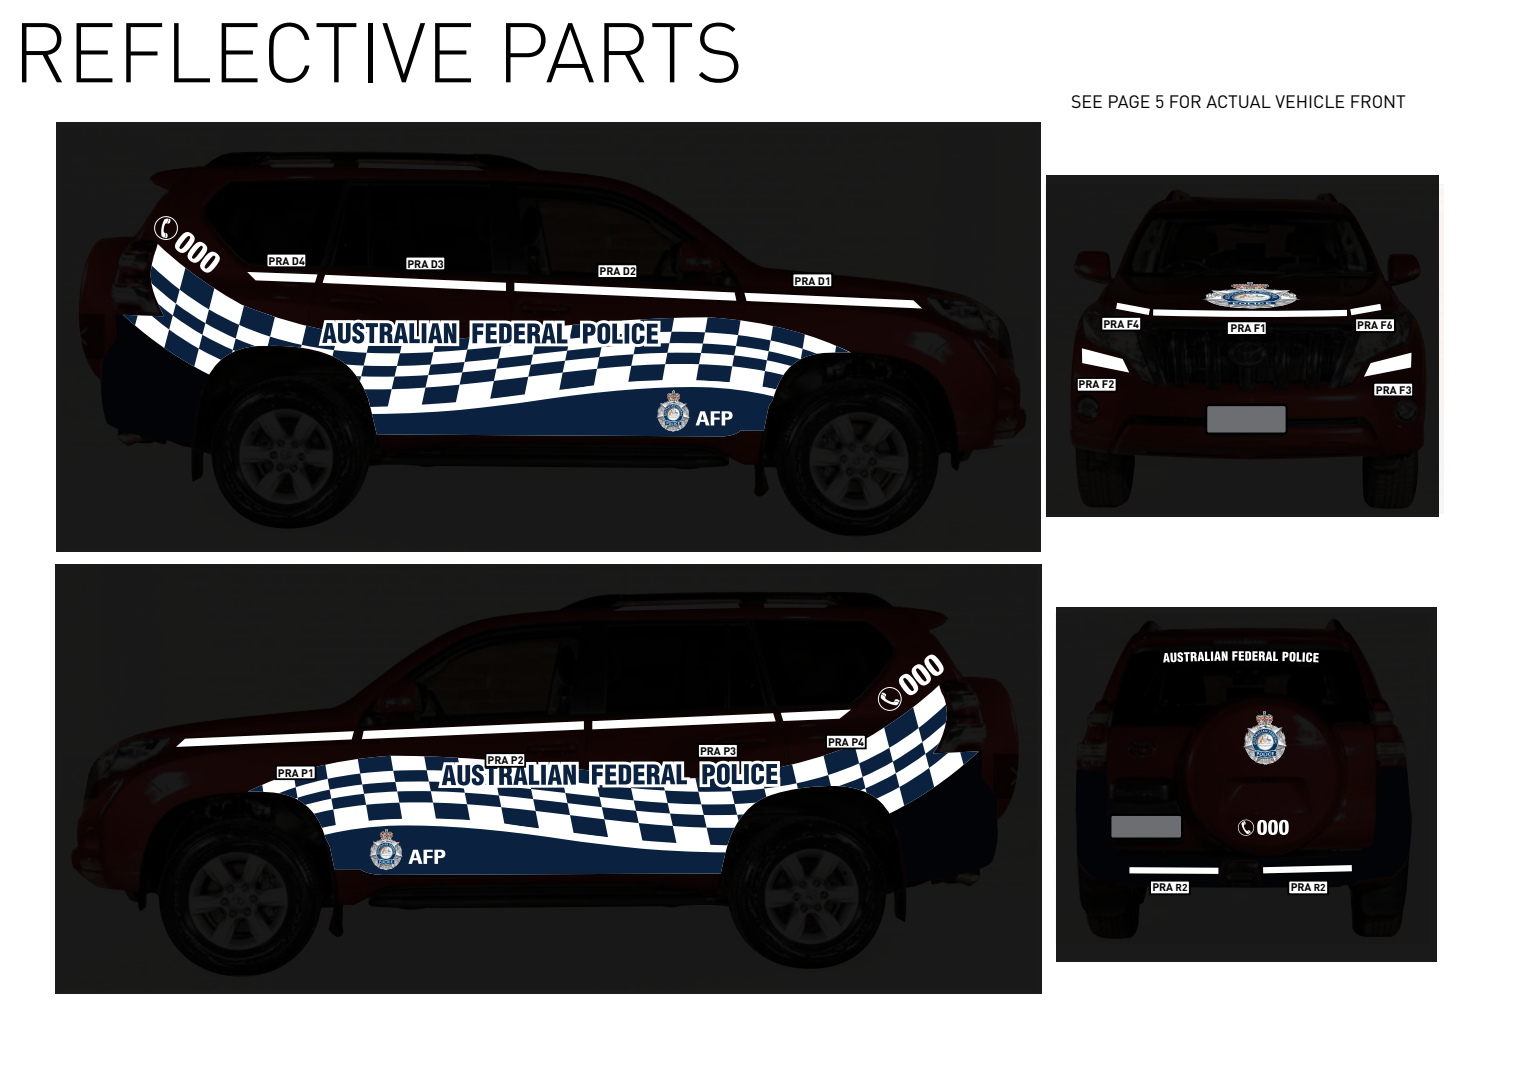 REFLECTIVE PARTS
SEE PAGE 5 FOR ACTUAL VEHICLE FRONT
000
PRA D4
PRA D3
PRA D2
PRA D1
AUSTRALIAN FEDERAL POLICE
AFP
POLICE
PRA F4
PRA F1
PRA F6
PRA F2
PRA F3
000
PRA P4
PRA P3
PRA P2
PRA P1
AUSTRALIAN FEDERAL POLICE
AFP
AUSTRALIAN FEDERAL POLICE
000
PRA R2
PRA R2